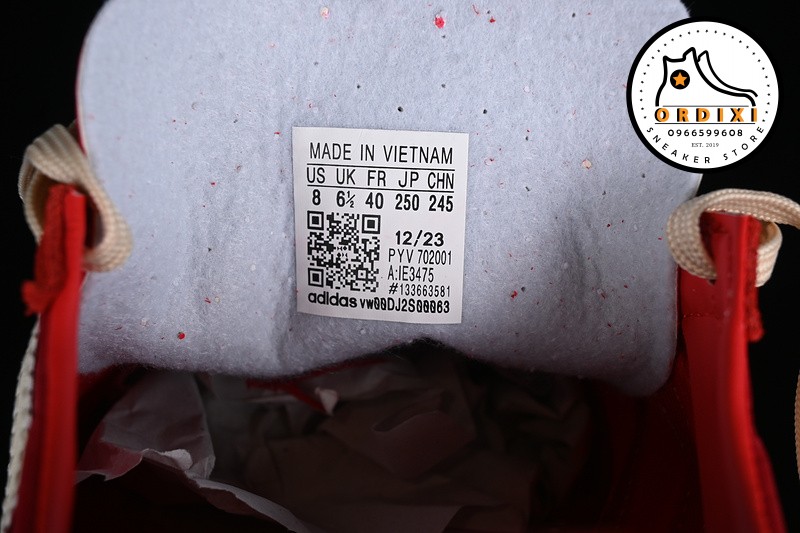 MADE IN VIETNAM
US UK FR JP CHN
8 6½ 40 250 245
12/23
PYV 702001
A:IE3475
#133663581
adidas vw00DJ2S00063
ORDIXI
0966599608
EST. 2019
SNEAKER STORE